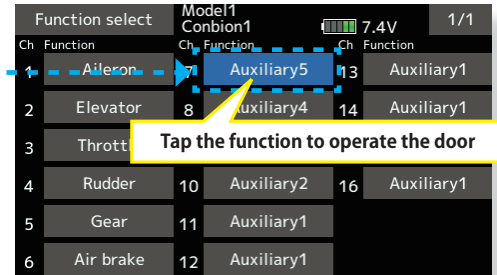 Function select Model1 Conbion1 7.4V 1/1
Ch Function Ch Function Ch Function
1 Aileron 7 Auxiliary5 13 Auxiliary1
2 Elevator 8 Auxiliary4 14 Auxiliary1
3 Tap the function to operate the door
4 Rudder 10 Auxiliary2 16 Auxiliary1
5 Gear 11 Auxiliary1
6 Air brake 12 Auxiliary1